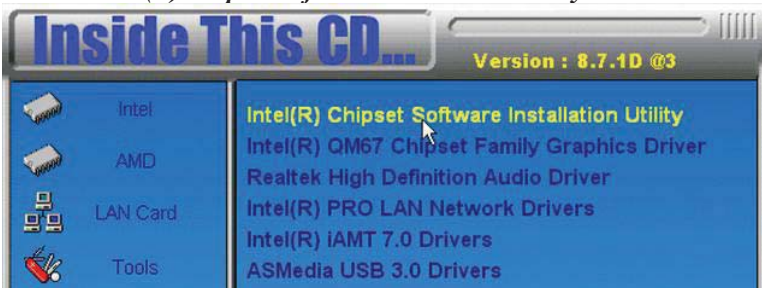 Inside This CD...
Version : 8.7.1D @3
Intel
AMD
LAN Card
Tools
Intel(R) Chipset Software Installation Utility
Intel(R) QM67 Chipset Family Graphics Driver
Realtek High Definition Audio Driver
Intel(R) PRO LAN Network Drivers
Intel(R) iAMT 7.0 Drivers
ASMedia USB 3.0 Drivers